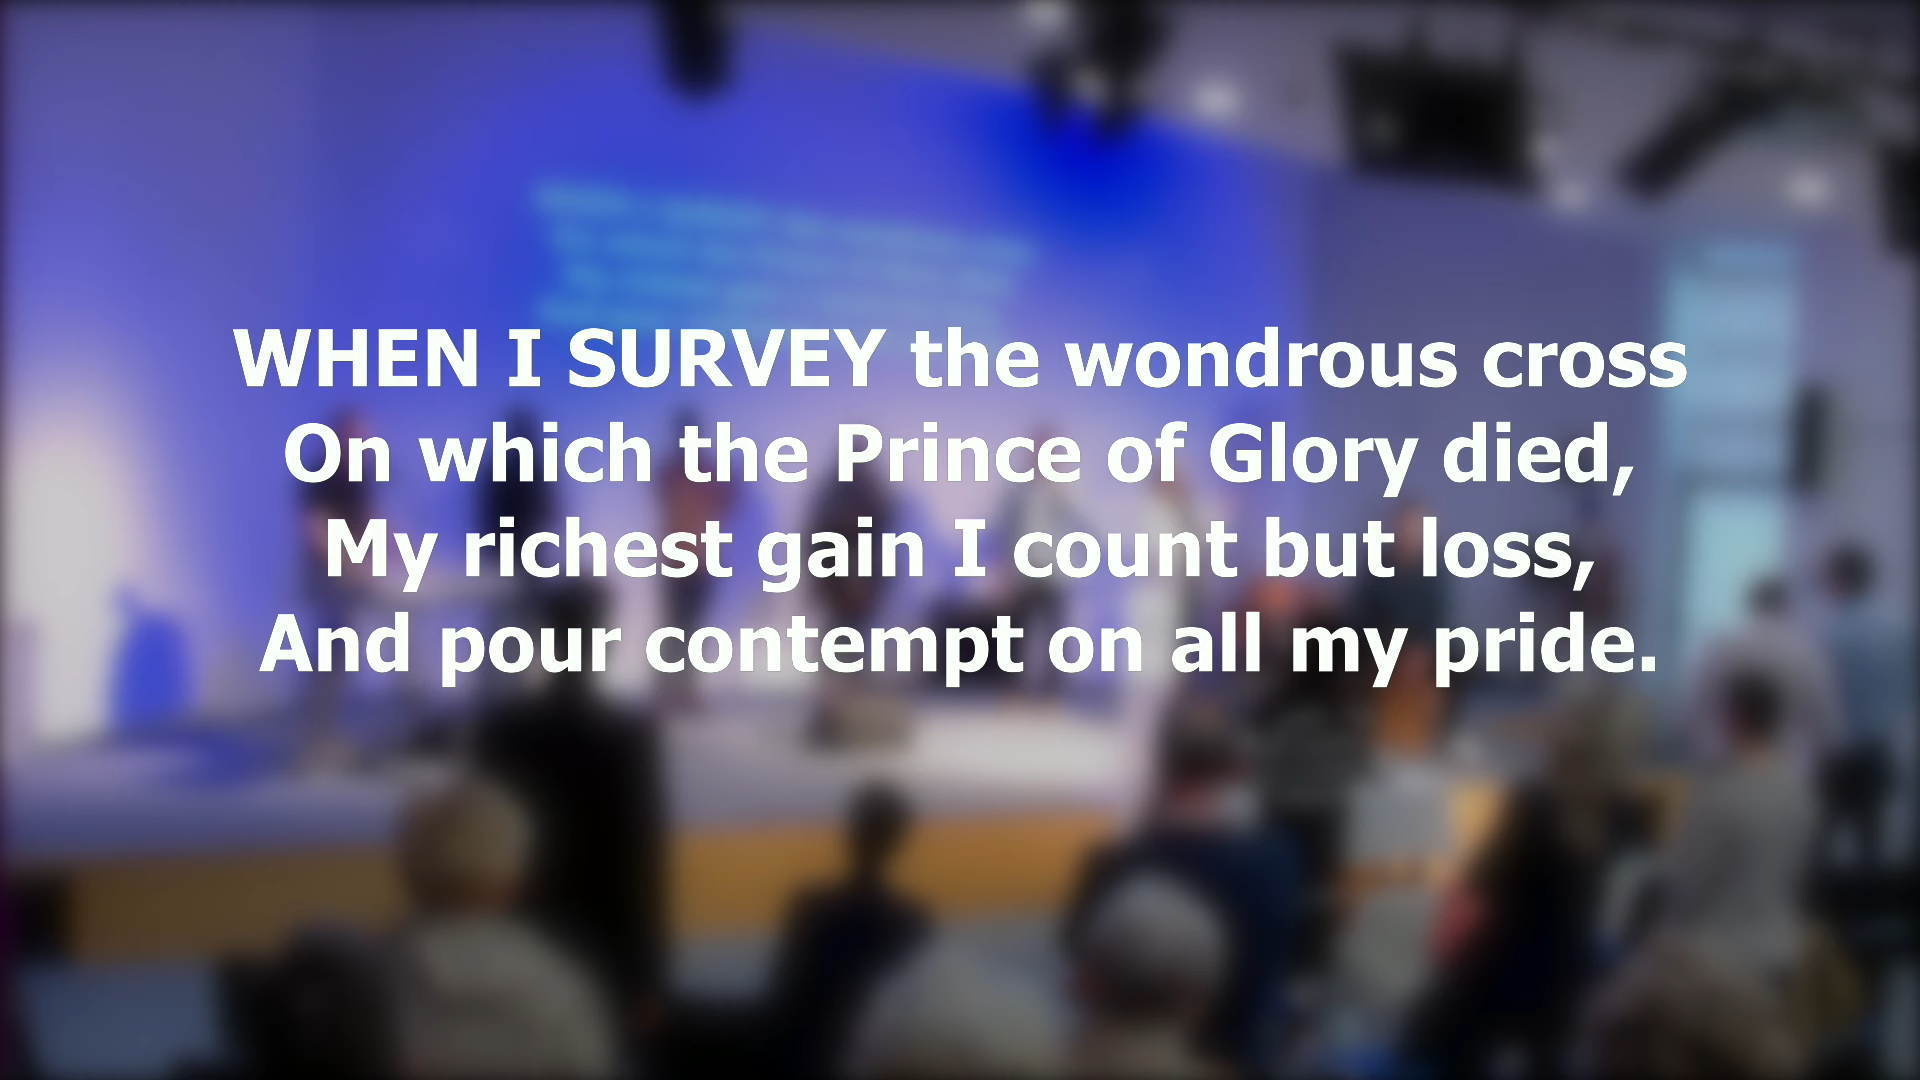 WHEN I SURVEY the wondrous cross
On which the Prince of Glory died,
My richest gain I count but loss,
And pour contempt on all my pride.